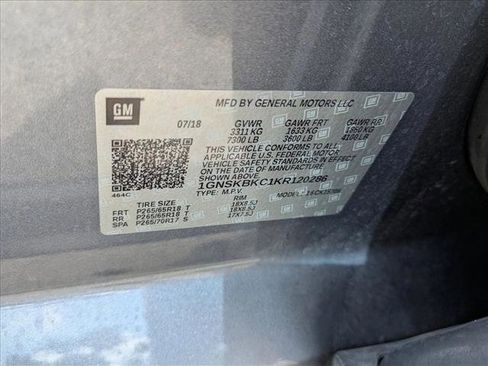 GM
MFD BY GENERAL MOTORS LLC
07/18 GVWR GAWR FRT GAWR RR
3311 KG 1633 KG 1860 KG
7300 LB 3600 LB 4100 LB
THIS VEHICLE CONFORMS TO ALL
APPLICABLE U.S. FEDERAL MOTOR
VEHICLE SAFETY STANDARDS IN EFFECT
ON THE DATE OF MANUFACTURE
SHOWN ABOVE.
1GNSKBKC1KR120286
464C TYPE: M.P.V. MODEL:
TIRE SIZE RIM
FRT P265/65R18 T 18X8.5J
RR P265/65R18 T 18X8.5J
SPA P265/70R17 S 17X7.5J